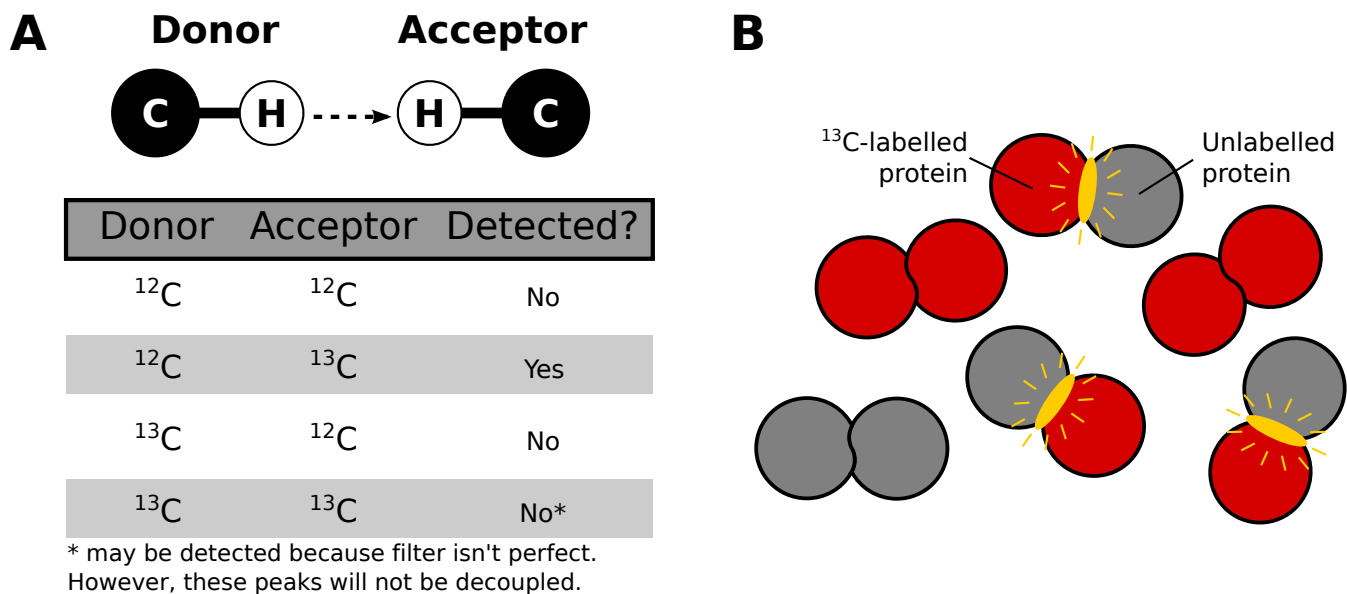 A
Donor Acceptor
C H H C
Donor Acceptor Detected?
¹²C ¹²C No
¹²C ¹³C Yes
¹³C ¹²C No
¹³C ¹³C No*
* may be detected because filter isn't perfect.
However, these peaks will not be decoupled.
B
¹³C-labelled
protein
Unlabelled
protein